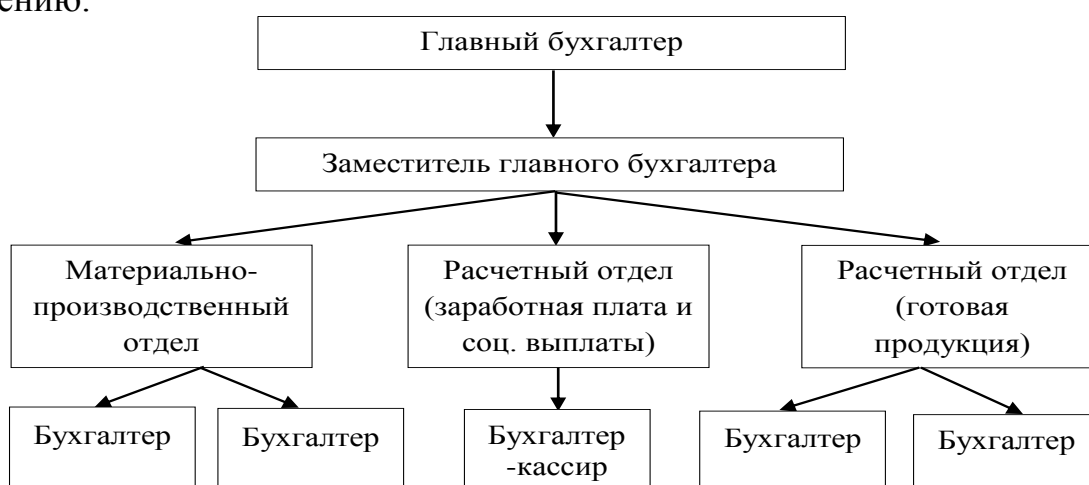 ению.
Главный бухгалтер
Заместитель главного бухгалтера
Материально-
производственный
отдел
Расчетный отдел
(заработная плата и
соц. выплаты)
Расчетный отдел
(готовая
продукция)
Бухгалтер
Бухгалтер
Бухгалтер
-кассир
Бухгалтер
Бухгалтер